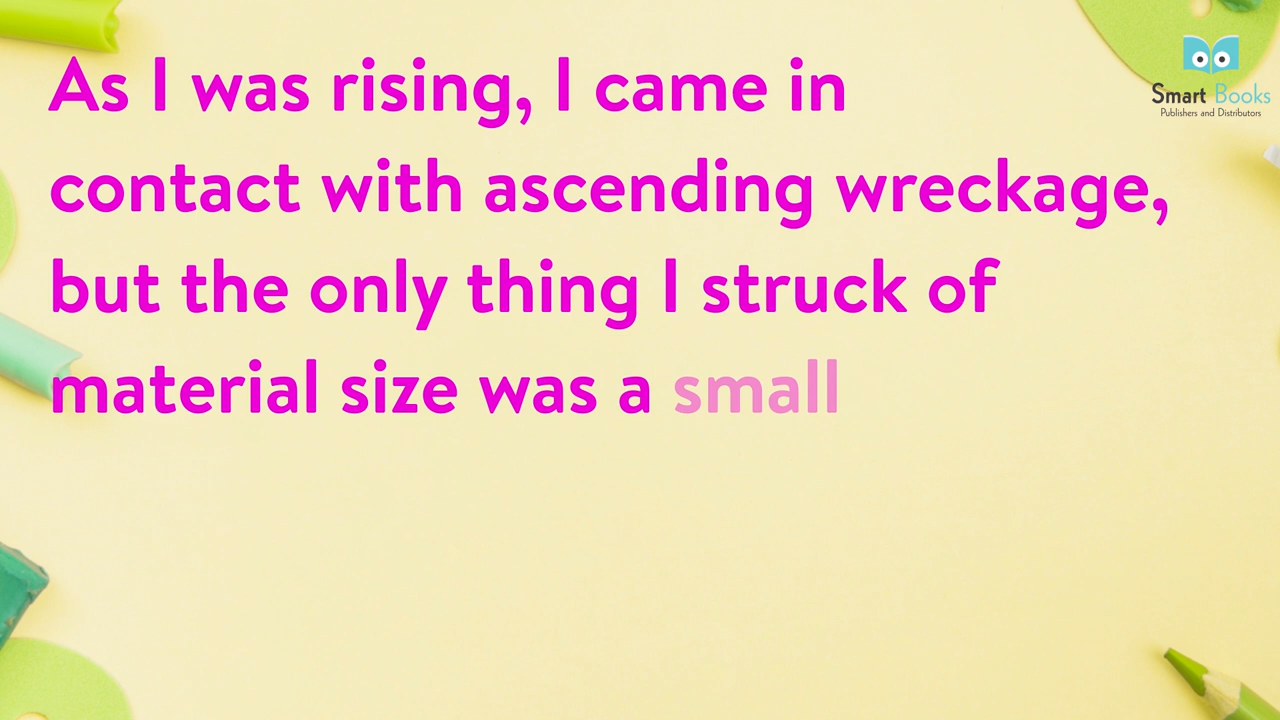 As I was rising, I came in
contact with ascending wreckage,
but the only thing I struck of
material size was a small
Smart Books
Publishers and Distributors